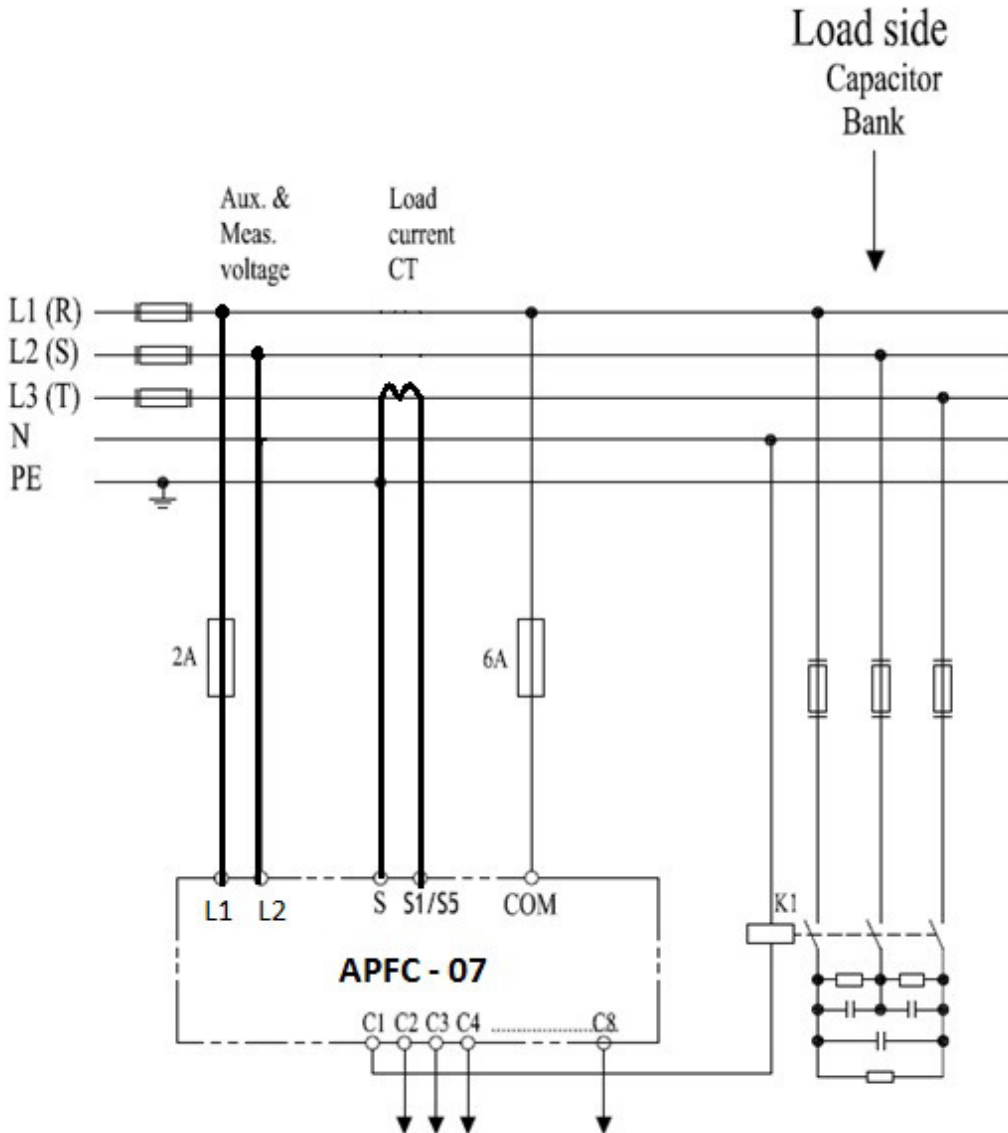 Load side
Capacitor
Bank
Aux. &
Meas.
voltage
Load
current
CT
L1 (R)
L2 (S)
L3 (T)
N
PE
2A
6A
L1
L2
S
S1/S5
COM
K1
APFC - 07
C1
C2
C3
C4
C8